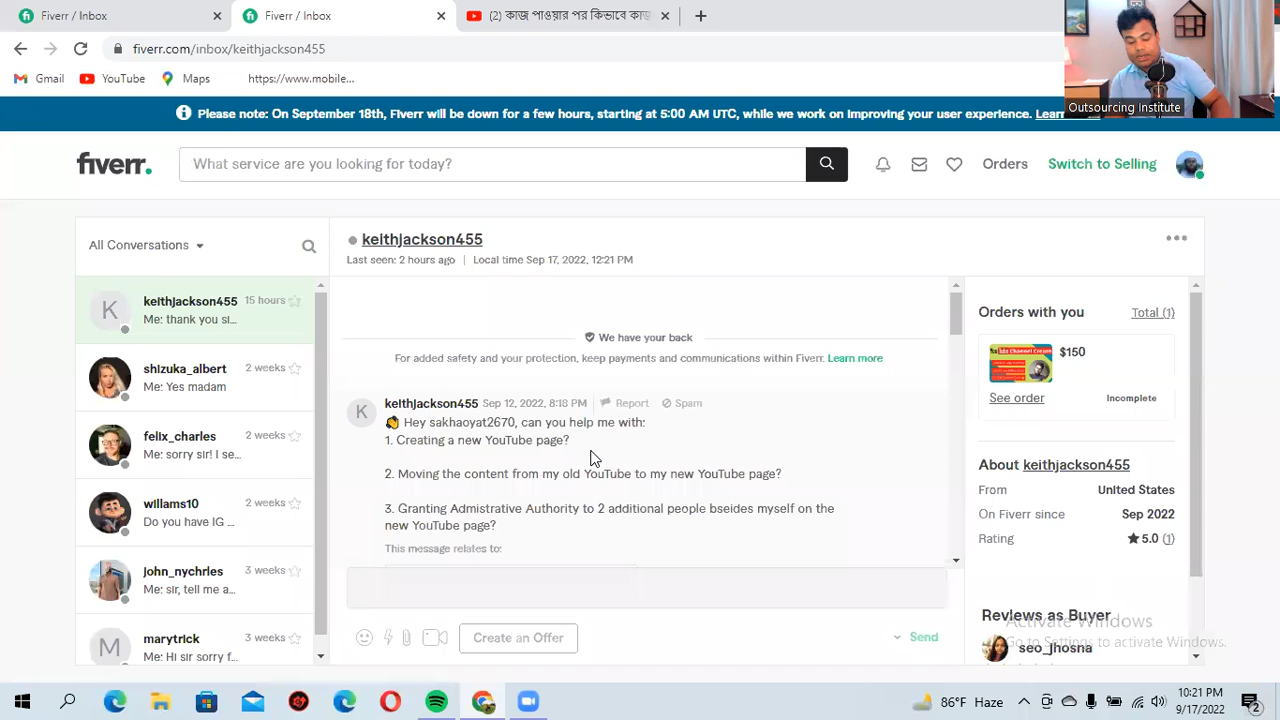 Fiverr / Inbox
Fiverr / Inbox
(2) কাজ পাওয়ার পর কিভাবে কাজ
fiverr.com/inbox/keithjackson455
Gmail
YouTube
Maps
https://www.mobile...
Outsourcing Institute
Please note: On September 18th, Fiverr will be down for a few hours, starting at 5:00 AM UTC, while we work on improving your user experience. Learn
fiverr.
What service are you looking for today?
Orders
Switch to Selling
All Conversations
keithjackson455
Last seen: 2 hours ago | Local time Sep 17, 2022, 12:21 PM
keithjackson455
15 hours
Me: thank you si...
shizuka_albert
2 weeks
Me: Yes madam
felix_charles
2 weeks
Me: sorry sir! I se...
wllams10
2 weeks
Do you have IG ...
john_nychrles
3 weeks
Me: sir, tell me a...
marytrick
3 weeks
Me: Hi sir sorry f...
We have your back
For added safety and your protection, keep payments and communications within Fiverr. Learn more
K
K
M
keithjackson455 Sep 12, 2022, 8:18 PM Report Spam
Hey sakhaoyat2670, can you help me with:
1. Creating a new YouTube page?
2. Moving the content from my old YouTube to my new YouTube page?
3. Granting Admistrative Authority to 2 additional people bseides myself on the
new YouTube page?
This message relates to:
Create an Offer
Send
Orders with you
Total (1)
$150
See order
Incomplete
About keithjackson455
From
United States
On Fiverr since
Sep 2022
Rating
5.0 (1)
Reviews as Buyer
seo_jhosna
Activate Windows
Go to Settings to activate Windows.
86°F Haze
10:21 PM
9/17/2022
2